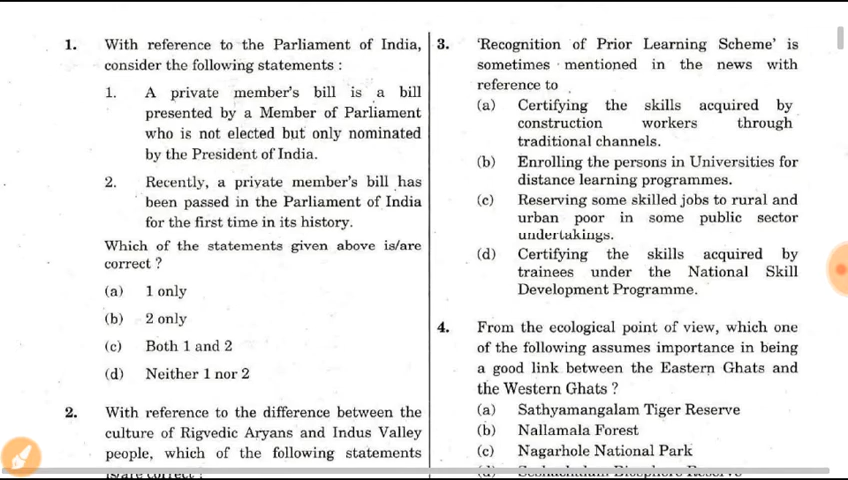 1. With reference to the Parliament of India,
consider the following statements :
1. A private member's bill is a bill
presented by a Member of Parliament
who is not elected but only nominated
by the President of India.
2. Recently, a private member's bill has
been passed in the Parliament of India
for the first time in its history.
Which of the statements given above is/are
correct ?
(a) 1 only
(b) 2 only
(c) Both 1 and 2
(d) Neither 1 nor 2
2. With reference to the difference between the
culture of Rigvedic Aryans and Indus Valley
people, which of the following statements
is/are correct ?
3. 'Recognition of Prior Learning Scheme' is
sometimes mentioned in the news with
reference to
(a) Certifying the skills acquired by
construction workers through
traditional channels.
(b) Enrolling the persons in Universities for
distance learning programmes.
(c) Reserving some skilled jobs to rural and
urban poor in some public sector
undertakings.
(d) Certifying the skills acquired by
trainees under the National Skill
Development Programme.
4. From the ecological point of view, which one
of the following assumes importance in being
a good link between the Eastern Ghats and
the Western Ghats ?
(a) Sathyamangalam Tiger Reserve
(b) Nallamala Forest
(c) Nagarhole National Park
(d) Seshachalam Biosphere Reserve